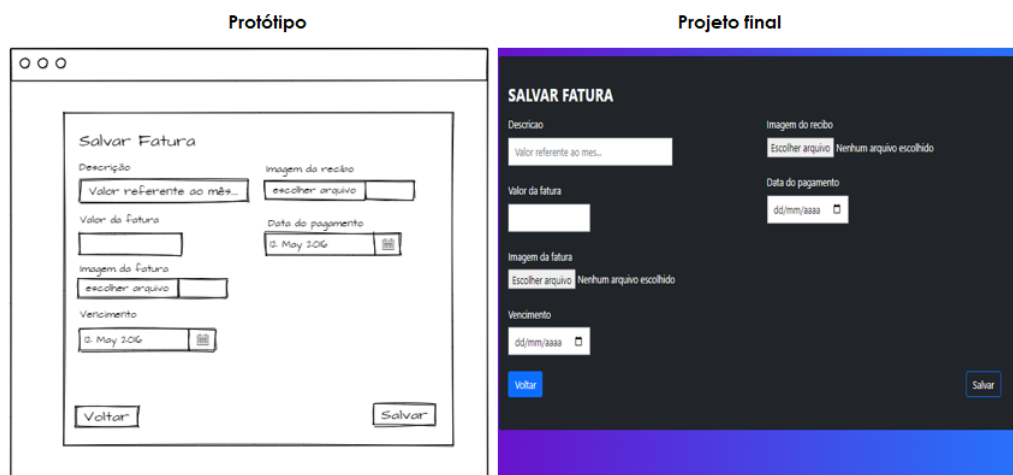 Protótipo
Salvar Fatura
Descrição
Valor referente ao mês...
Imagem do recibo
escolher arquivo
Valor da fatura
Data do pagamento
12. May 2016
Imagem da fatura
escolher arquivo
Vencimento
12. May 2016
Voltar
Salvar
Projeto final
SALVAR FATURA
Descricao
Valor referente ao mes...
Imagem do recibo
Escolher arquivo Nenhum arquivo escolhido
Valor da fatura
Data do pagamento
dd/mm/aaaa
Imagem da fatura
Escolher arquivo Nenhum arquivo escolhido
Vencimento
dd/mm/aaaa
Voltar
Salvar